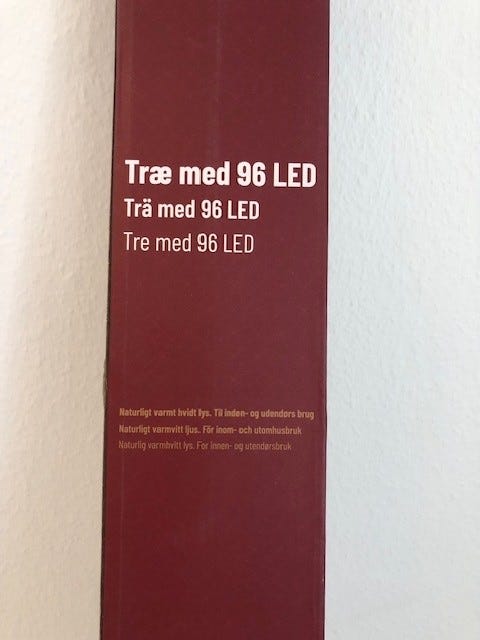 Træ med 96 LED
Trä med 96 LED
Tre med 96 LED
Naturligt varmt hvidt lys. Til inden- og udendørs brug
Naturligt varmvitt ljus. För inom- och utomhusbruk
Naturlig varmhvitt lys. For innen- og utendørsbruk